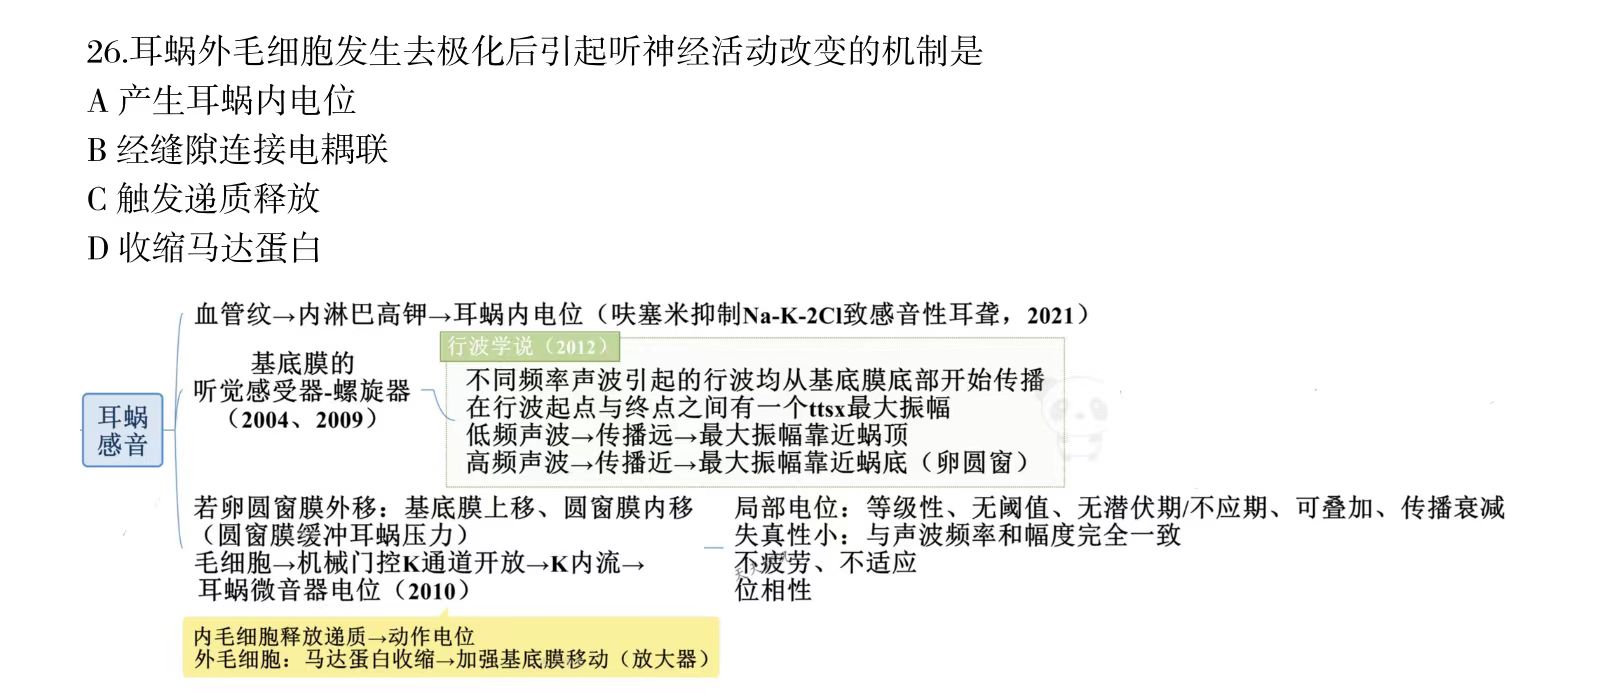 26.耳蜗外毛细胞发生去极化后引起听神经活动改变的机制是
A 产生耳蜗内电位
B 经缝隙连接电耦联
C 触发递质释放
D 收缩马达蛋白
血管纹→内淋巴高钾→耳蜗内电位（呋塞米抑制Na-K-2Cl致感音性耳聋，2021）
行波学说（2012）
基底膜的
听觉感受器-螺旋器
（2004、2009）
不同频率声波引起的行波均从基底膜底部开始传播
在行波起点与终点之间有一个ttsx最大振幅
低频声波→传播远→最大振幅靠近蜗顶
高频声波→传播近→最大振幅靠近蜗底（卵圆窗）
耳蜗
感音
若卵圆窗膜外移：基底膜上移、圆窗膜内移
（圆窗膜缓冲耳蜗压力）
毛细胞→机械门控K通道开放→K内流→
耳蜗微音器电位（2010）
局部电位：等级性、无阈值、无潜伏期/不应期、可叠加、传播衰减
失真性小：与声波频率和幅度完全一致
不疲劳、不适应
位相性
内毛细胞释放递质→动作电位
外毛细胞：马达蛋白收缩→加强基底膜移动（放大器）